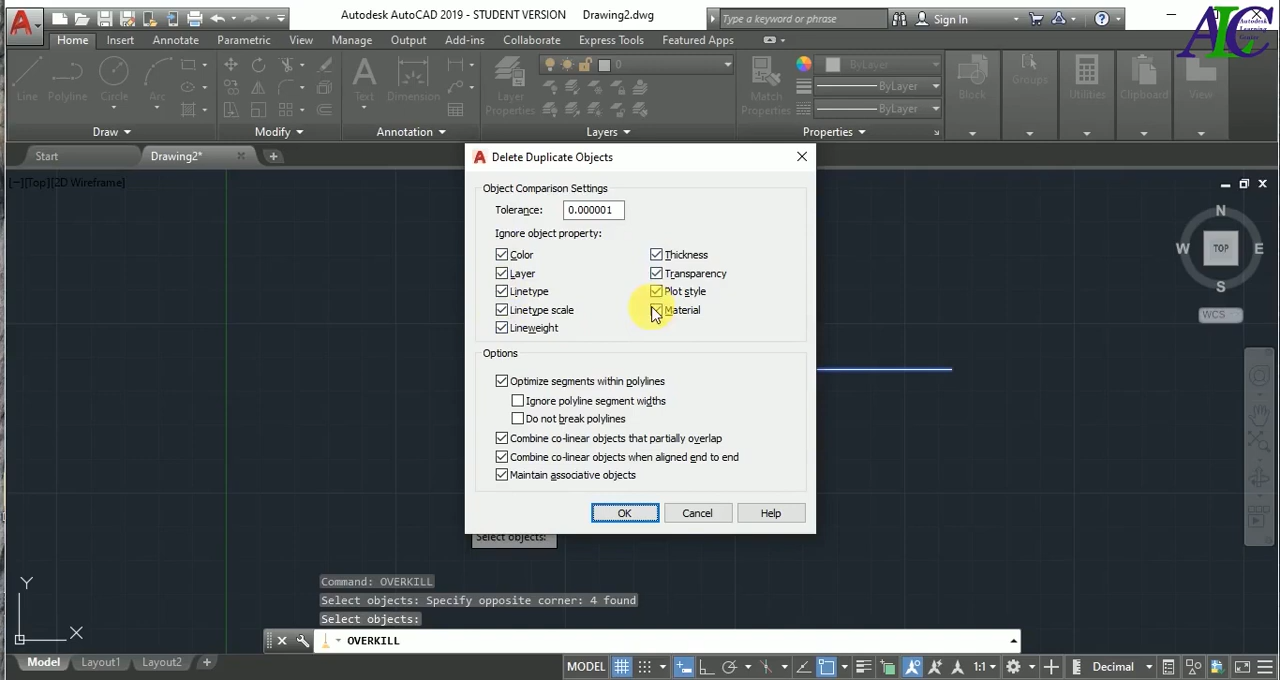 Autodesk AutoCAD 2019 - STUDENT VERSION Drawing2.dwg
Type a keyword or phrase
Sign In
ALC
Autodesk
Learning
Home Insert Annotate Parametric View Manage Output Add-ins Collaborate Express Tools Featured Apps
0
ByLayer
Line Polyline Circle Arc
Text Dimension
Layer
Properties
Match
Properties
ByLayer
ByLayer
Block Groups Utilities Clipboard View
Draw Modify Annotation Layers Properties
Start Drawing2*
[−][Top][2D Wireframe]
Delete Duplicate Objects
Object Comparison Settings
Tolerance: 0.000001
Ignore object property:
Color Thickness
Layer Transparency
Linetype Plot style
Linetype scale Material
Lineweight
Options
Optimize segments within polylines
Ignore polyline segment widths
Do not break polylines
Combine co-linear objects that partially overlap
Combine co-linear objects when aligned end to end
Maintain associative objects
OK Cancel Help
N
W TOP E
S
WCS
Select objects:
Y
X
Command: OVERKILL
Select objects: Specify opposite corner: 4 found
Select objects:
OVERKILL
Model Layout1 Layout2
MODEL 1:1 Decimal